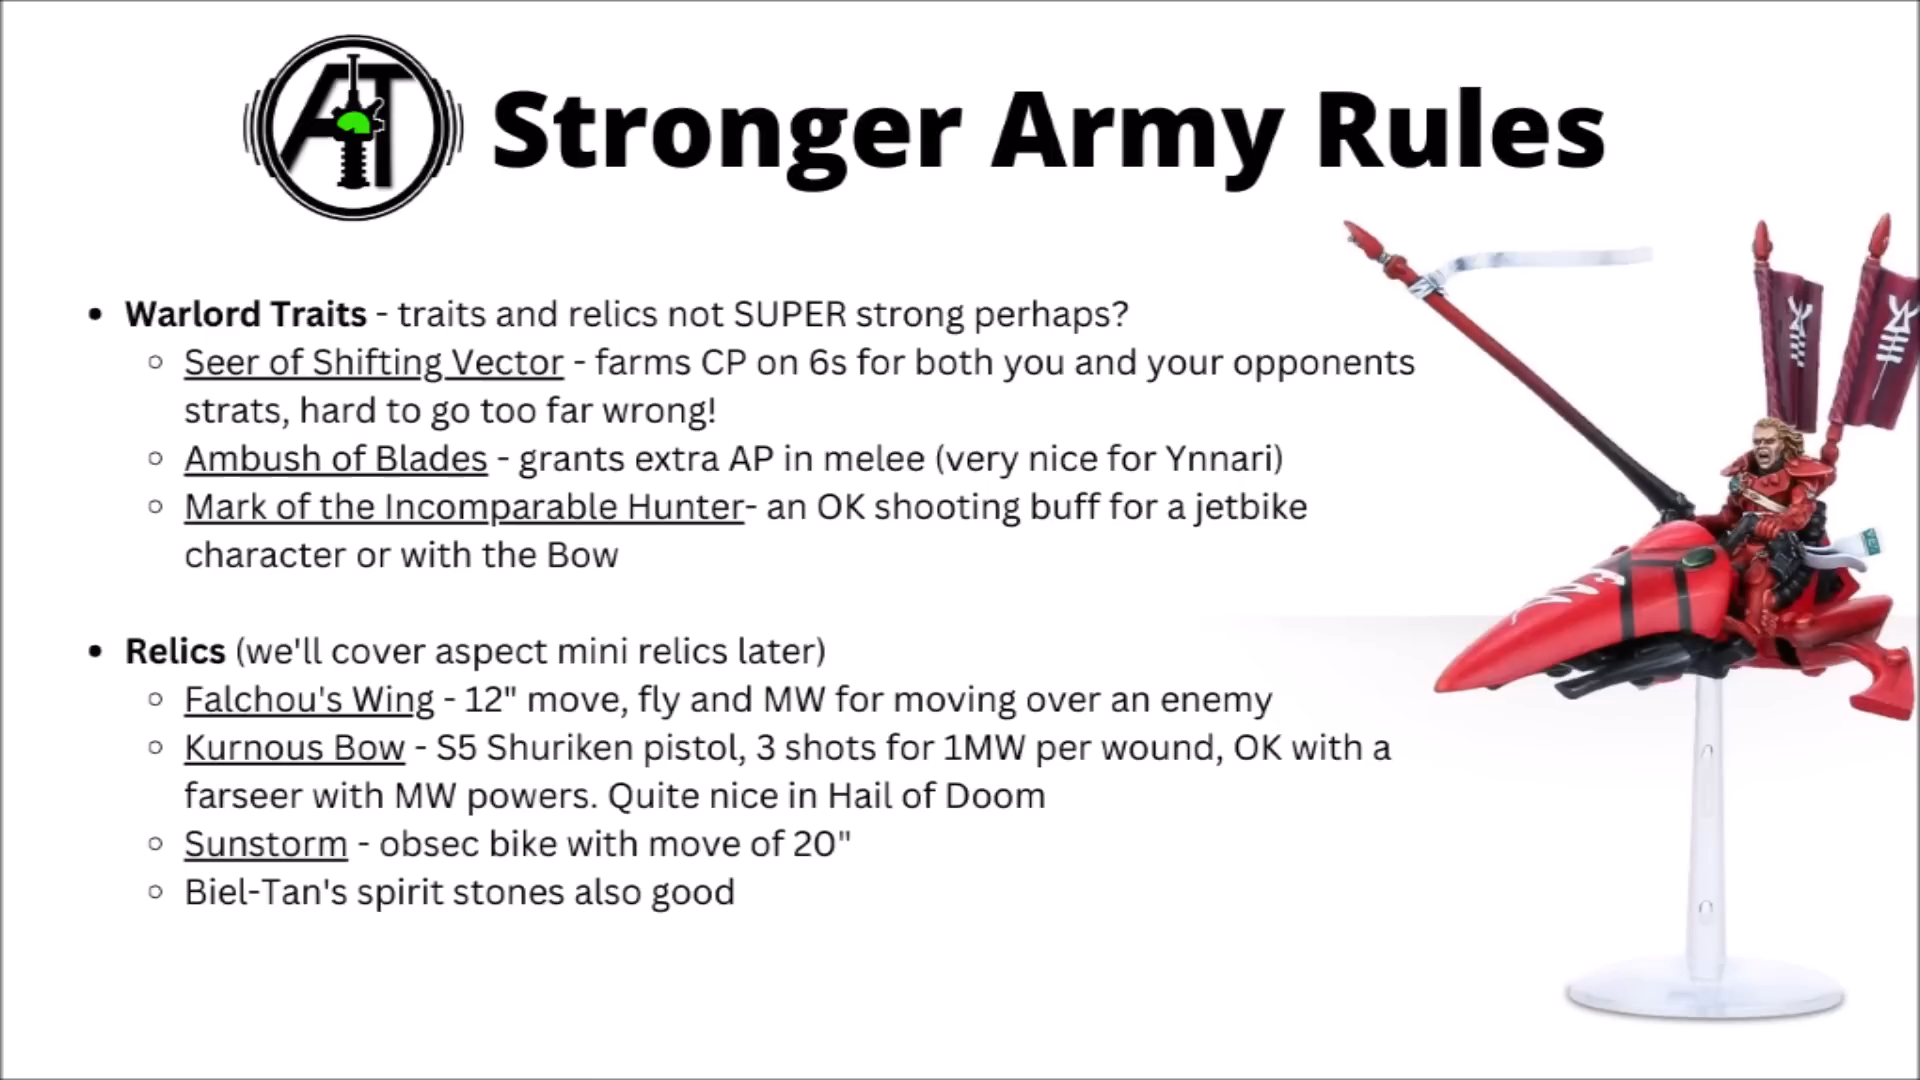 AT
Stronger Army Rules
• Warlord Traits - traits and relics not SUPER strong perhaps?
◦ Seer of Shifting Vector - farms CP on 6s for both you and your opponents
strats, hard to go too far wrong!
◦ Ambush of Blades - grants extra AP in melee (very nice for Ynnari)
◦ Mark of the Incomparable Hunter- an OK shooting buff for a jetbike
character or with the Bow
• Relics (we'll cover aspect mini relics later)
◦ Falchou's Wing - 12" move, fly and MW for moving over an enemy
◦ Kurnous Bow - S5 Shuriken pistol, 3 shots for 1MW per wound, OK with a
farseer with MW powers. Quite nice in Hail of Doom
◦ Sunstorm - obsec bike with move of 20"
◦ Biel-Tan's spirit stones also good